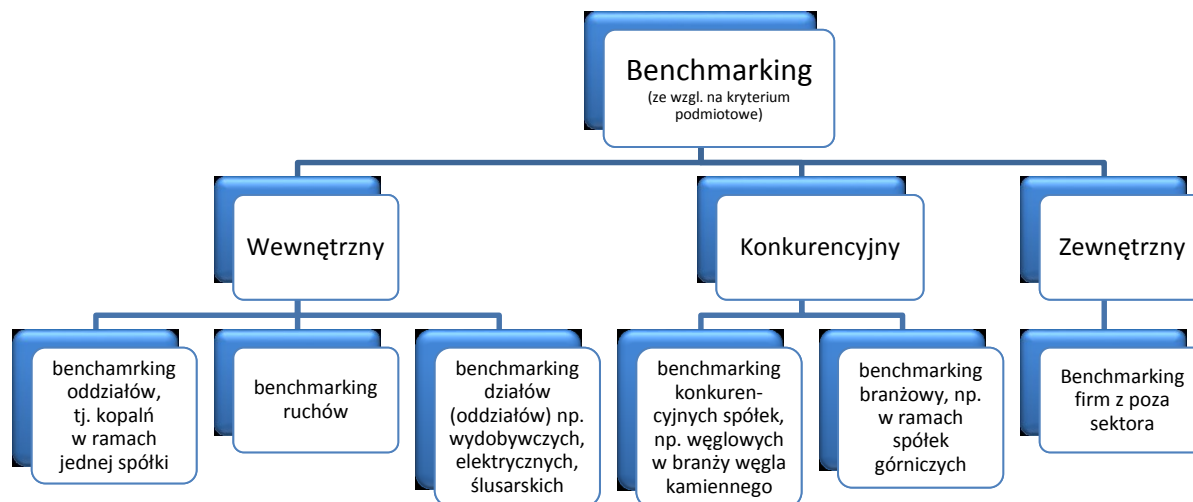 Benchmarking
(ze wzgl. na kryterium
podmiotowe)
Wewnętrzny
Konkurencyjny
Zewnętrzny
benchamrking
oddziałów,
tj. kopalń
w ramach
jednej spółki
benchmarking
ruchów
benchmarking
działów
(oddziałów) np.
wydobywczych,
elektrycznych,
ślusarskich
benchmarking
konkuren-
cyjnych spółek,
np. węglowych
w branży węgla
kamiennego
benchmarking
branżowy, np.
w ramach
spółek
górniczych
Benchmarking
firm z poza
sektora